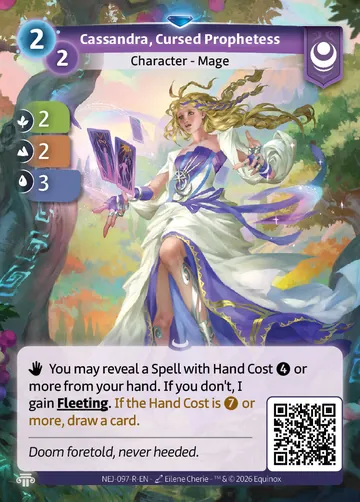 2
2
Cassandra, Cursed Prophetess
Character - Mage
2
2
3
You may reveal a Spell with Hand Cost 4 or
more from your hand. If you don't, I
gain Fleeting. If the Hand Cost is 7 or
more, draw a card.
Doom foretold, never heeded.
NEJ-097-R-EN - Eilene Cherie - ™ & © 2026 Equinox